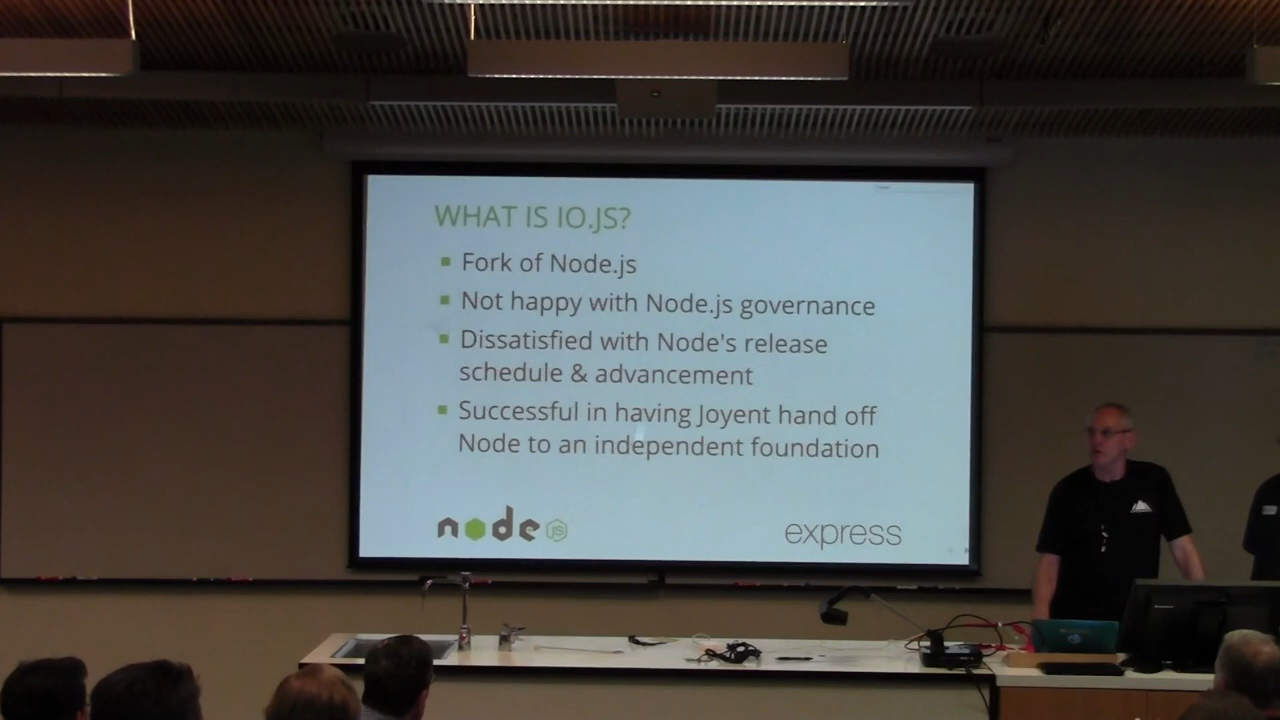 WHAT IS IO.JS?
Fork of Node.js
Not happy with Node.js governance
Dissatisfied with Node's release
schedule & advancement
Successful in having Joyent hand off
Node to an independent foundation
node JS
express